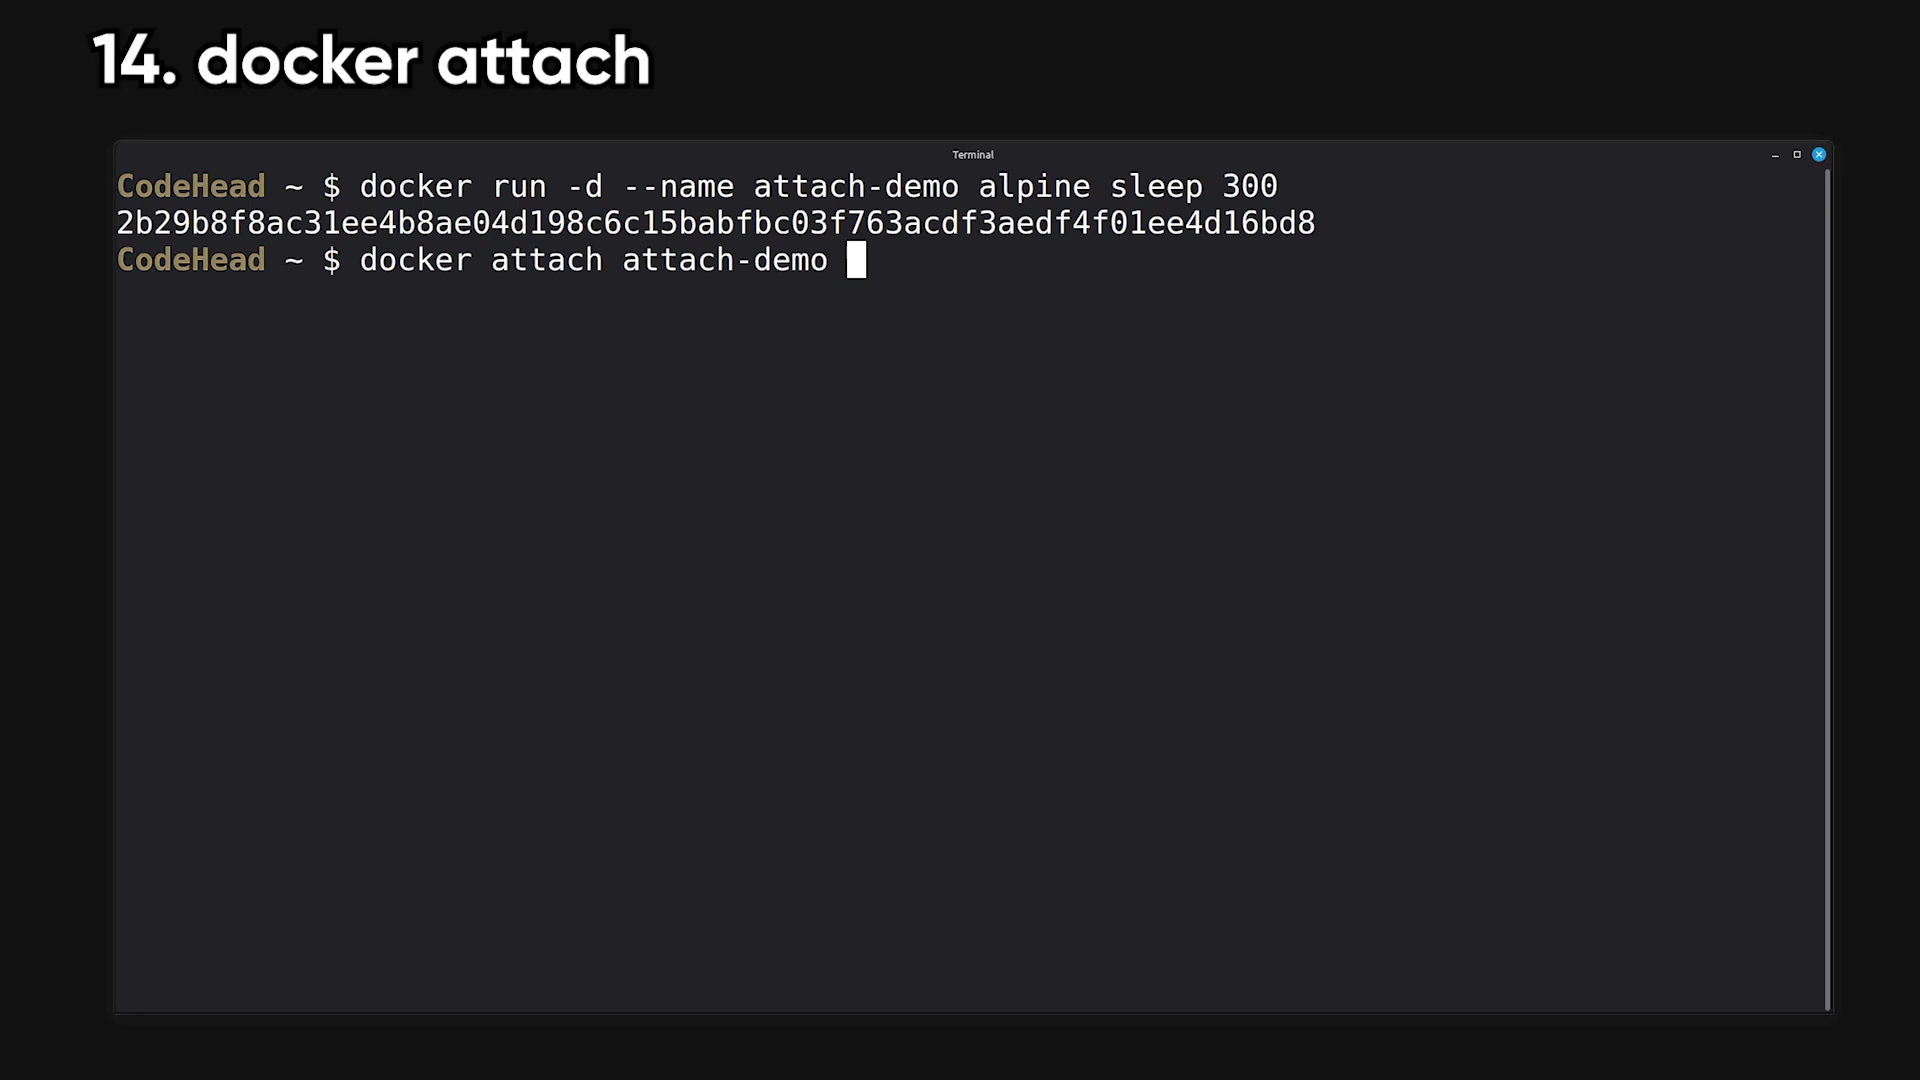 14. docker attach
Terminal
CodeHead ~ $ docker run -d --name attach-demo alpine sleep 300
2b29b8f8ac31ee4b8ae04d198c6c15babfbc03f763acdf3aedf4f01ee4d16bd8
CodeHead ~ $ docker attach attach-demo